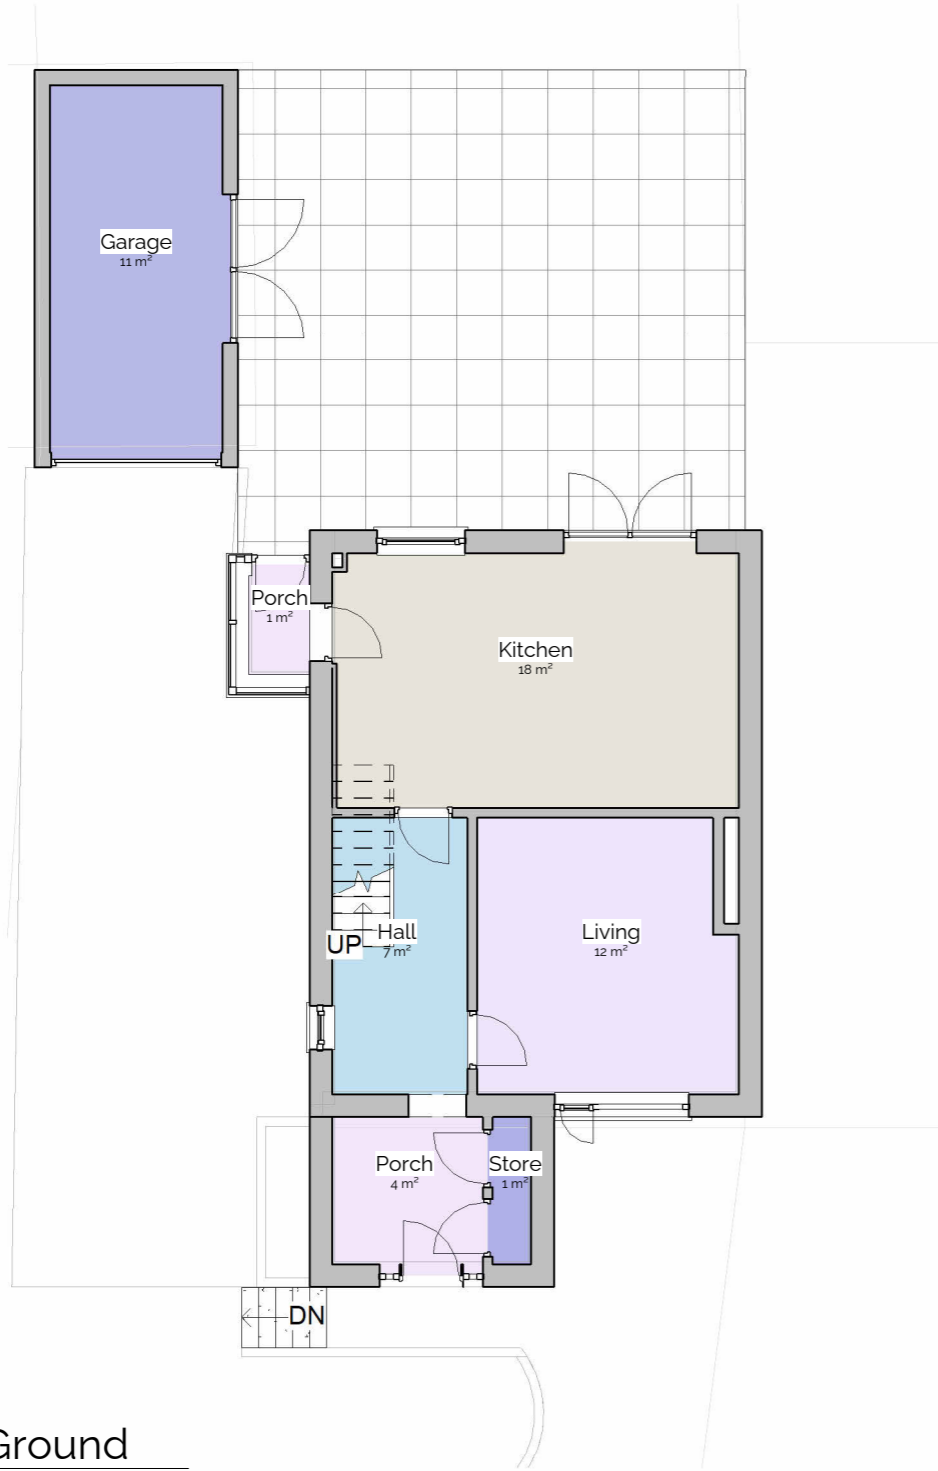 Garage
11 m²
Porch
1 m²
Kitchen
18 m²
UP
Hall
7 m²
Living
12 m²
Porch
4 m²
Store
1 m²
DN
Ground